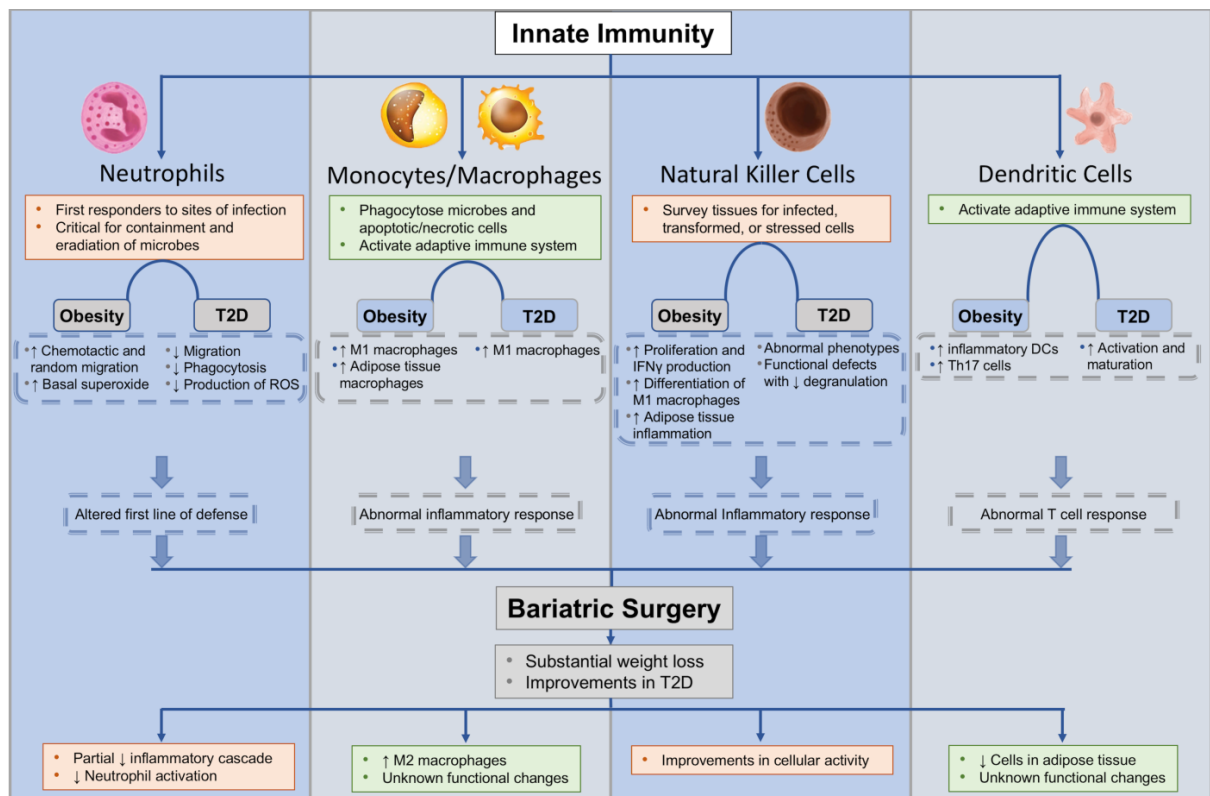 Innate Immunity
Neutrophils
• First responders to sites of infection
• Critical for containment and
eradiation of microbes
Obesity
T2D
•↑ Chemotactic and
random migration
•↑ Basal superoxide
•↓ Migration
•↓ Phagocytosis
•↓ Production of ROS
Altered first line of defense
Monocytes/Macrophages
• Phagocytose microbes and
apoptotic/necrotic cells
• Activate adaptive immune system
Obesity
T2D
•↑ M1 macrophages
•↑ Adipose tissue
macrophages
•↑ M1 macrophages
Abnormal inflammatory response
Natural Killer Cells
• Survey tissues for infected,
transformed, or stressed cells
Obesity
T2D
•↑ Proliferation and
IFNγ production
•↑ Differentiation of
M1 macrophages
•↑ Adipose tissue
inflammation
•Abnormal phenotypes
•Functional defects
with ↓ degranulation
Abnormal Inflammatory response
Dendritic Cells
• Activate adaptive immune system
Obesity
T2D
•↑ inflammatory DCs
•↑ Th17 cells
•↑ Activation and
maturation
Abnormal T cell response
Bariatric Surgery
• Substantial weight loss
• Improvements in T2D
• Partial ↓ inflammatory cascade
• ↓ Neutrophil activation
• ↑ M2 macrophages
• Unknown functional changes
• Improvements in cellular activity
• ↓ Cells in adipose tissue
• Unknown functional changes